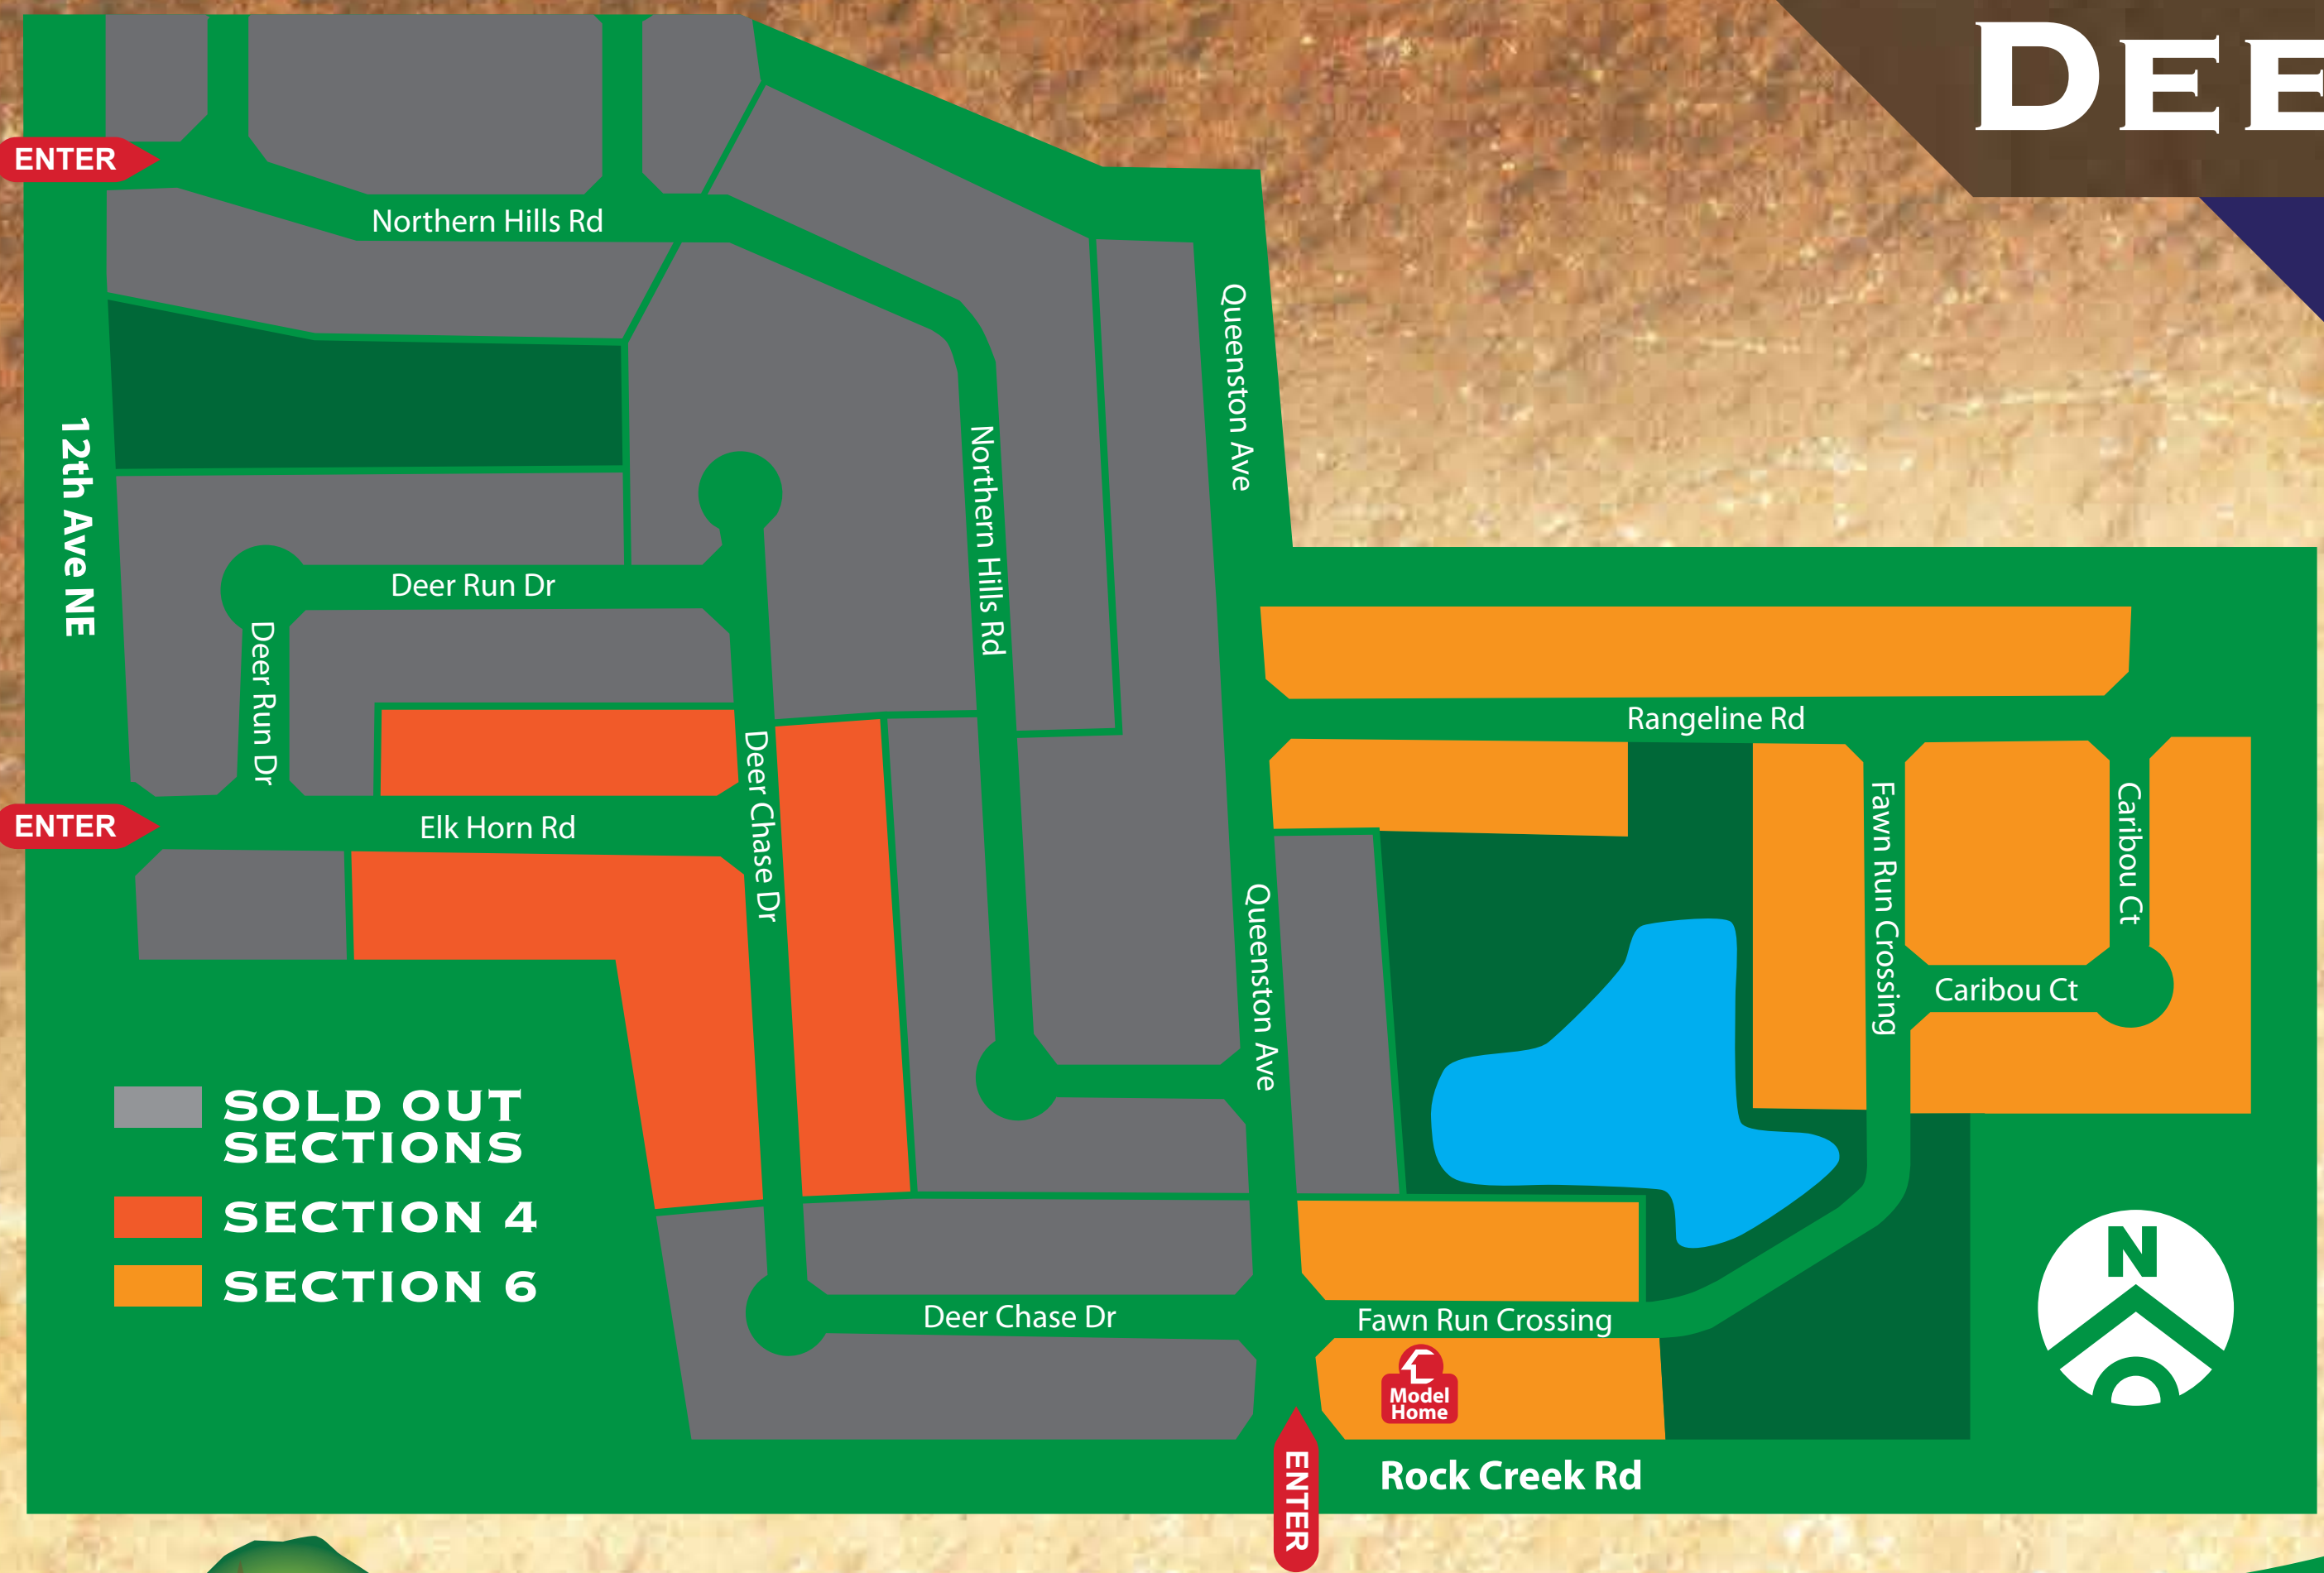 DEE
ENTER
Northern Hills Rd
Queenston Ave
12th Ave NE
Northern Hills Rd
Deer Run Dr
Deer Run Dr
Rangeline Rd
Deer Chase Dr
Fawn Run Crossing
Caribou Ct
ENTER
Elk Horn Rd
Queenston Ave
Caribou Ct
SOLD OUT
SECTIONS
SECTION 4
SECTION 6
N
Deer Chase Dr
Fawn Run Crossing
Model
Home
ENTER
Rock Creek Rd